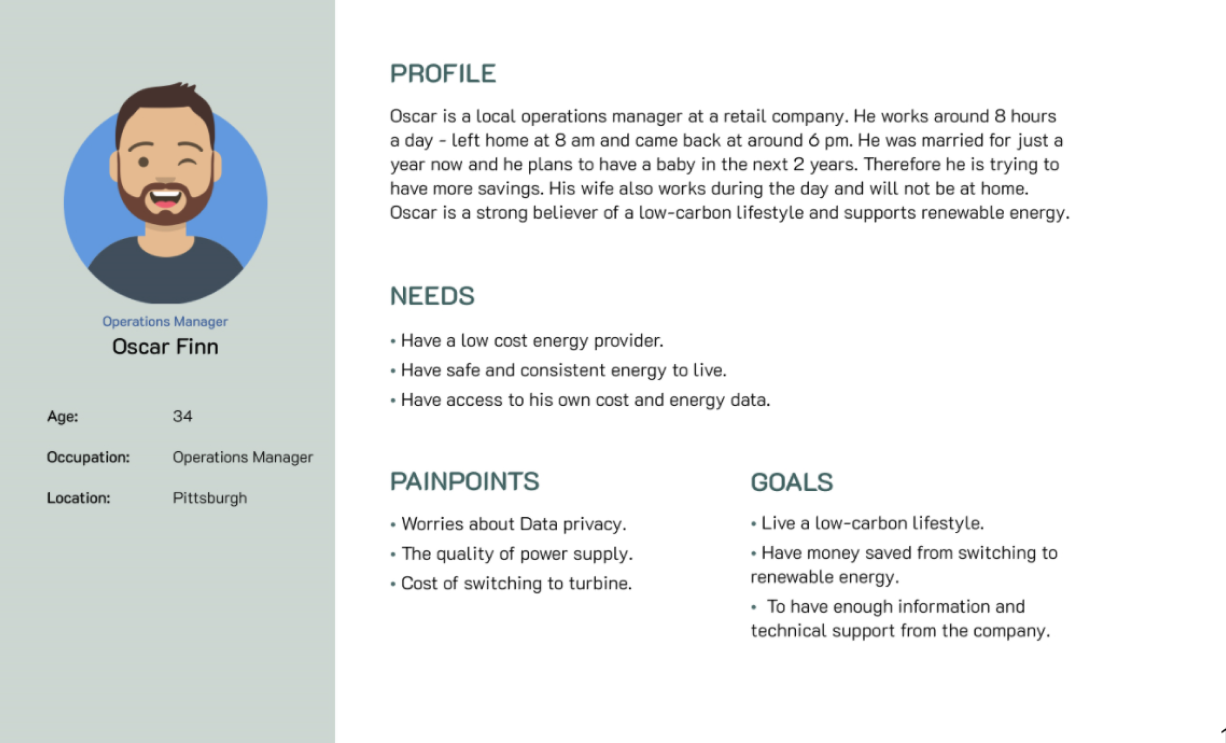 Operations Manager
Oscar Finn
Age: 34
Occupation: Operations Manager
Location: Pittsburgh
PROFILE
Oscar is a local operations manager at a retail company. He works around 8 hours
a day - left home at 8 am and came back at around 6 pm. He was married for just a
year now and he plans to have a baby in the next 2 years. Therefore he is trying to
have more savings. His wife also works during the day and will not be at home.
Oscar is a strong believer of a low-carbon lifestyle and supports renewable energy.
NEEDS
• Have a low cost energy provider.
• Have safe and consistent energy to live.
• Have access to his own cost and energy data.
PAINPOINTS
• Worries about Data privacy.
• The quality of power supply.
• Cost of switching to turbine.
GOALS
• Live a low-carbon lifestyle.
• Have money saved from switching to
renewable energy.
• To have enough information and
technical support from the company.